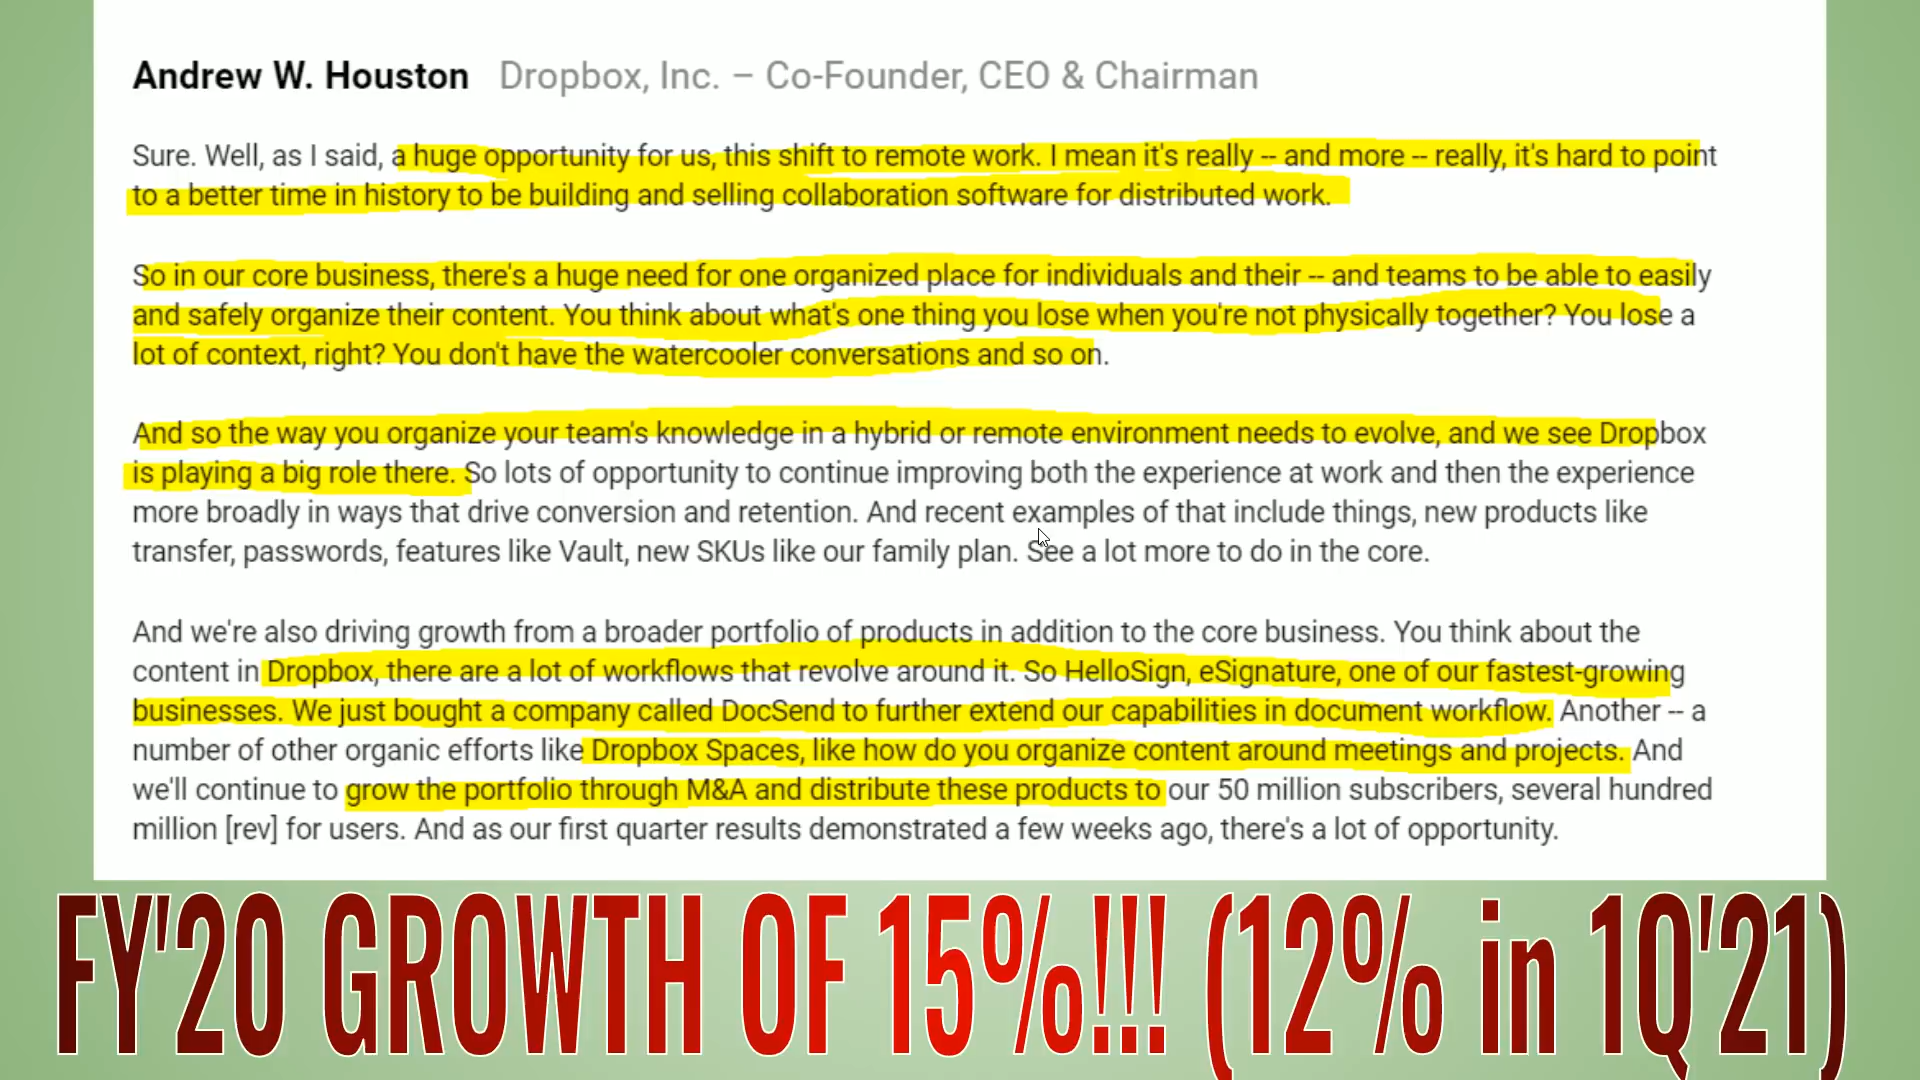 Andrew W. Houston Dropbox, Inc. – Co-Founder, CEO & Chairman
Sure. Well, as I said, a huge opportunity for us, this shift to remote work. I mean it's really -- and more -- really, it's hard to point
to a better time in history to be building and selling collaboration software for distributed work.
So in our core business, there's a huge need for one organized place for individuals and their -- and teams to be able to easily
and safely organize their content. You think about what's one thing you lose when you're not physically together? You lose a
lot of context, right? You don't have the watercooler conversations and so on.
And so the way you organize your team's knowledge in a hybrid or remote environment needs to evolve, and we see Dropbox
is playing a big role there. So lots of opportunity to continue improving both the experience at work and then the experience
more broadly in ways that drive conversion and retention. And recent examples of that include things, new products like
transfer, passwords, features like Vault, new SKUs like our family plan. See a lot more to do in the core.
And we're also driving growth from a broader portfolio of products in addition to the core business. You think about the
content in Dropbox, there are a lot of workflows that revolve around it. So HelloSign, eSignature, one of our fastest-growing
businesses. We just bought a company called DocSend to further extend our capabilities in document workflow. Another -- a
number of other organic efforts like Dropbox Spaces, like how do you organize content around meetings and projects. And
we'll continue to grow the portfolio through M&A and distribute these products to our 50 million subscribers, several hundred
million [rev] for users. And as our first quarter results demonstrated a few weeks ago, there's a lot of opportunity.
FY'20 GROWTH OF 15%!!! (12% in 1Q'21)